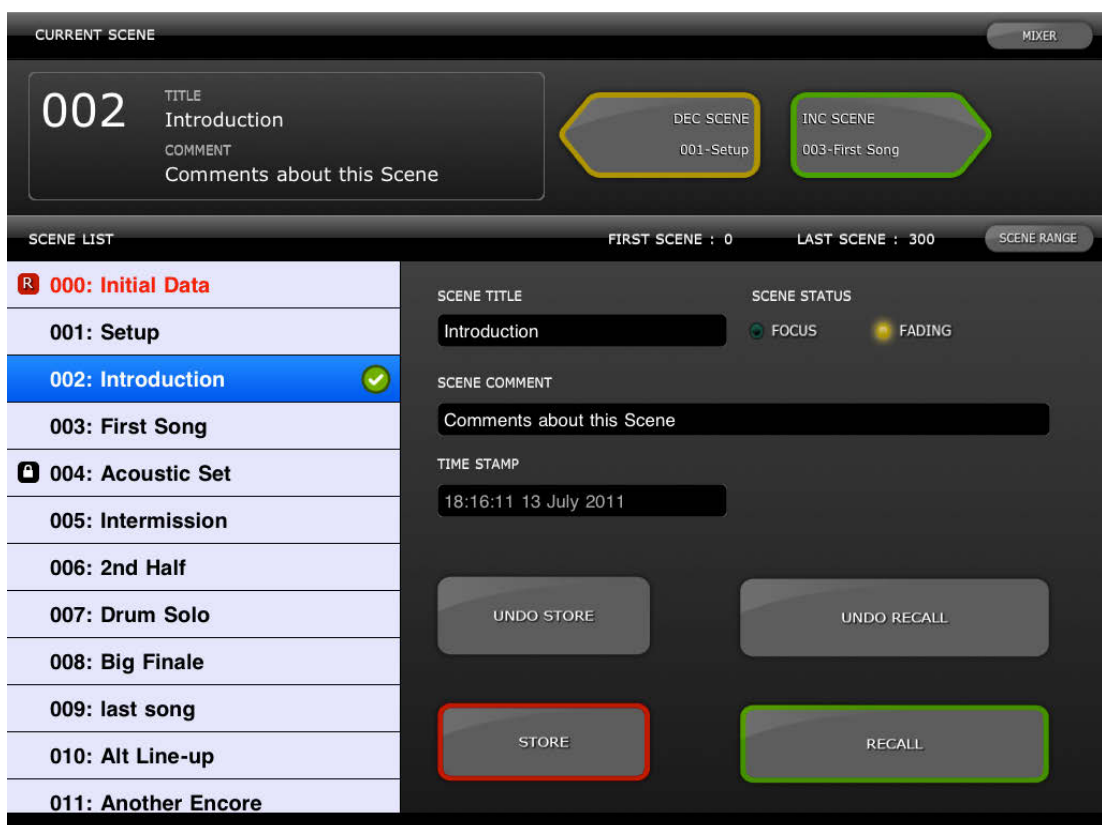 CURRENT SCENE
MIXER
002
TITLE
Introduction
COMMENT
Comments about this Scene
DEC SCENE
001-Setup
INC SCENE
003-First Song
SCENE LIST
FIRST SCENE : 0
LAST SCENE : 300
SCENE RANGE
R 000: Initial Data
001: Setup
002: Introduction
003: First Song
004: Acoustic Set
005: Intermission
006: 2nd Half
007: Drum Solo
008: Big Finale
009: last song
010: Alt Line-up
011: Another Encore
SCENE TITLE
Introduction
SCENE STATUS
FOCUS
FADING
SCENE COMMENT
Comments about this Scene
TIME STAMP
18:16:11 13 July 2011
UNDO STORE
UNDO RECALL
STORE
RECALL